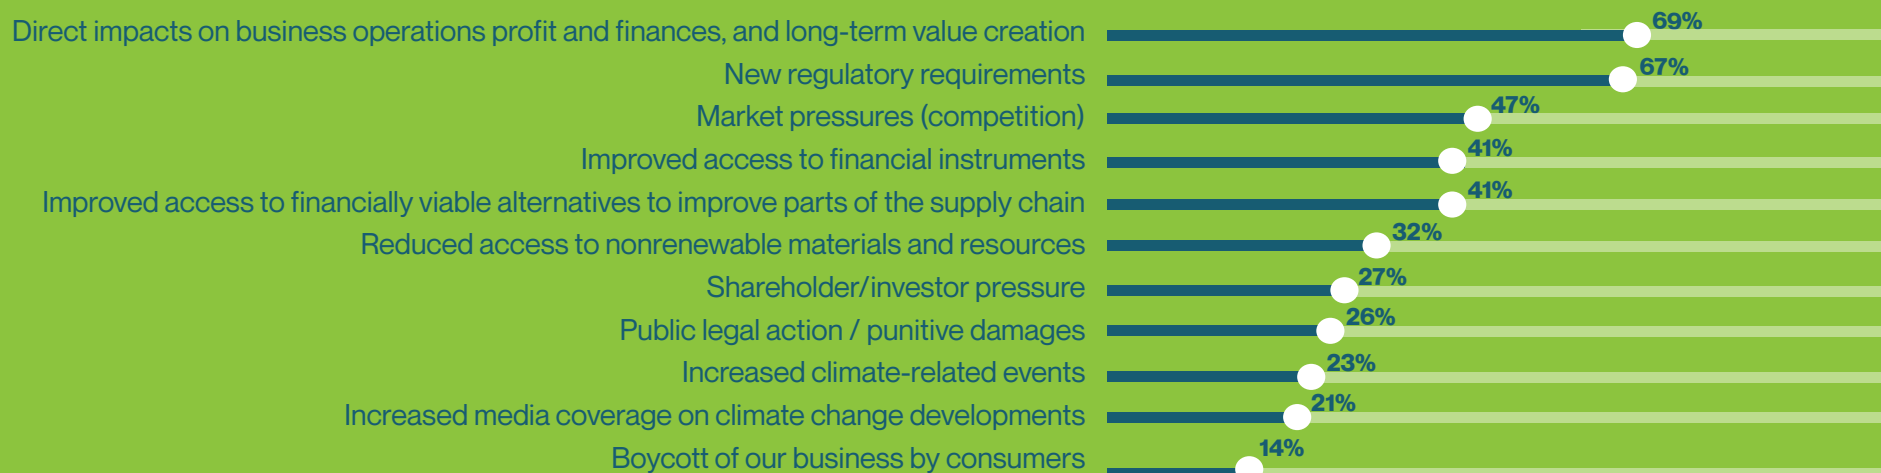 Direct impacts on business operations profit and finances, and long-term value creation 69%
New regulatory requirements 67%
Market pressures (competition) 47%
Improved access to financial instruments 41%
Improved access to financially viable alternatives to improve parts of the supply chain 41%
Reduced access to nonrenewable materials and resources 32%
Shareholder/investor pressure 27%
Public legal action / punitive damages 26%
Increased climate-related events 23%
Increased media coverage on climate change developments 21%
Boycott of our business by consumers 14%